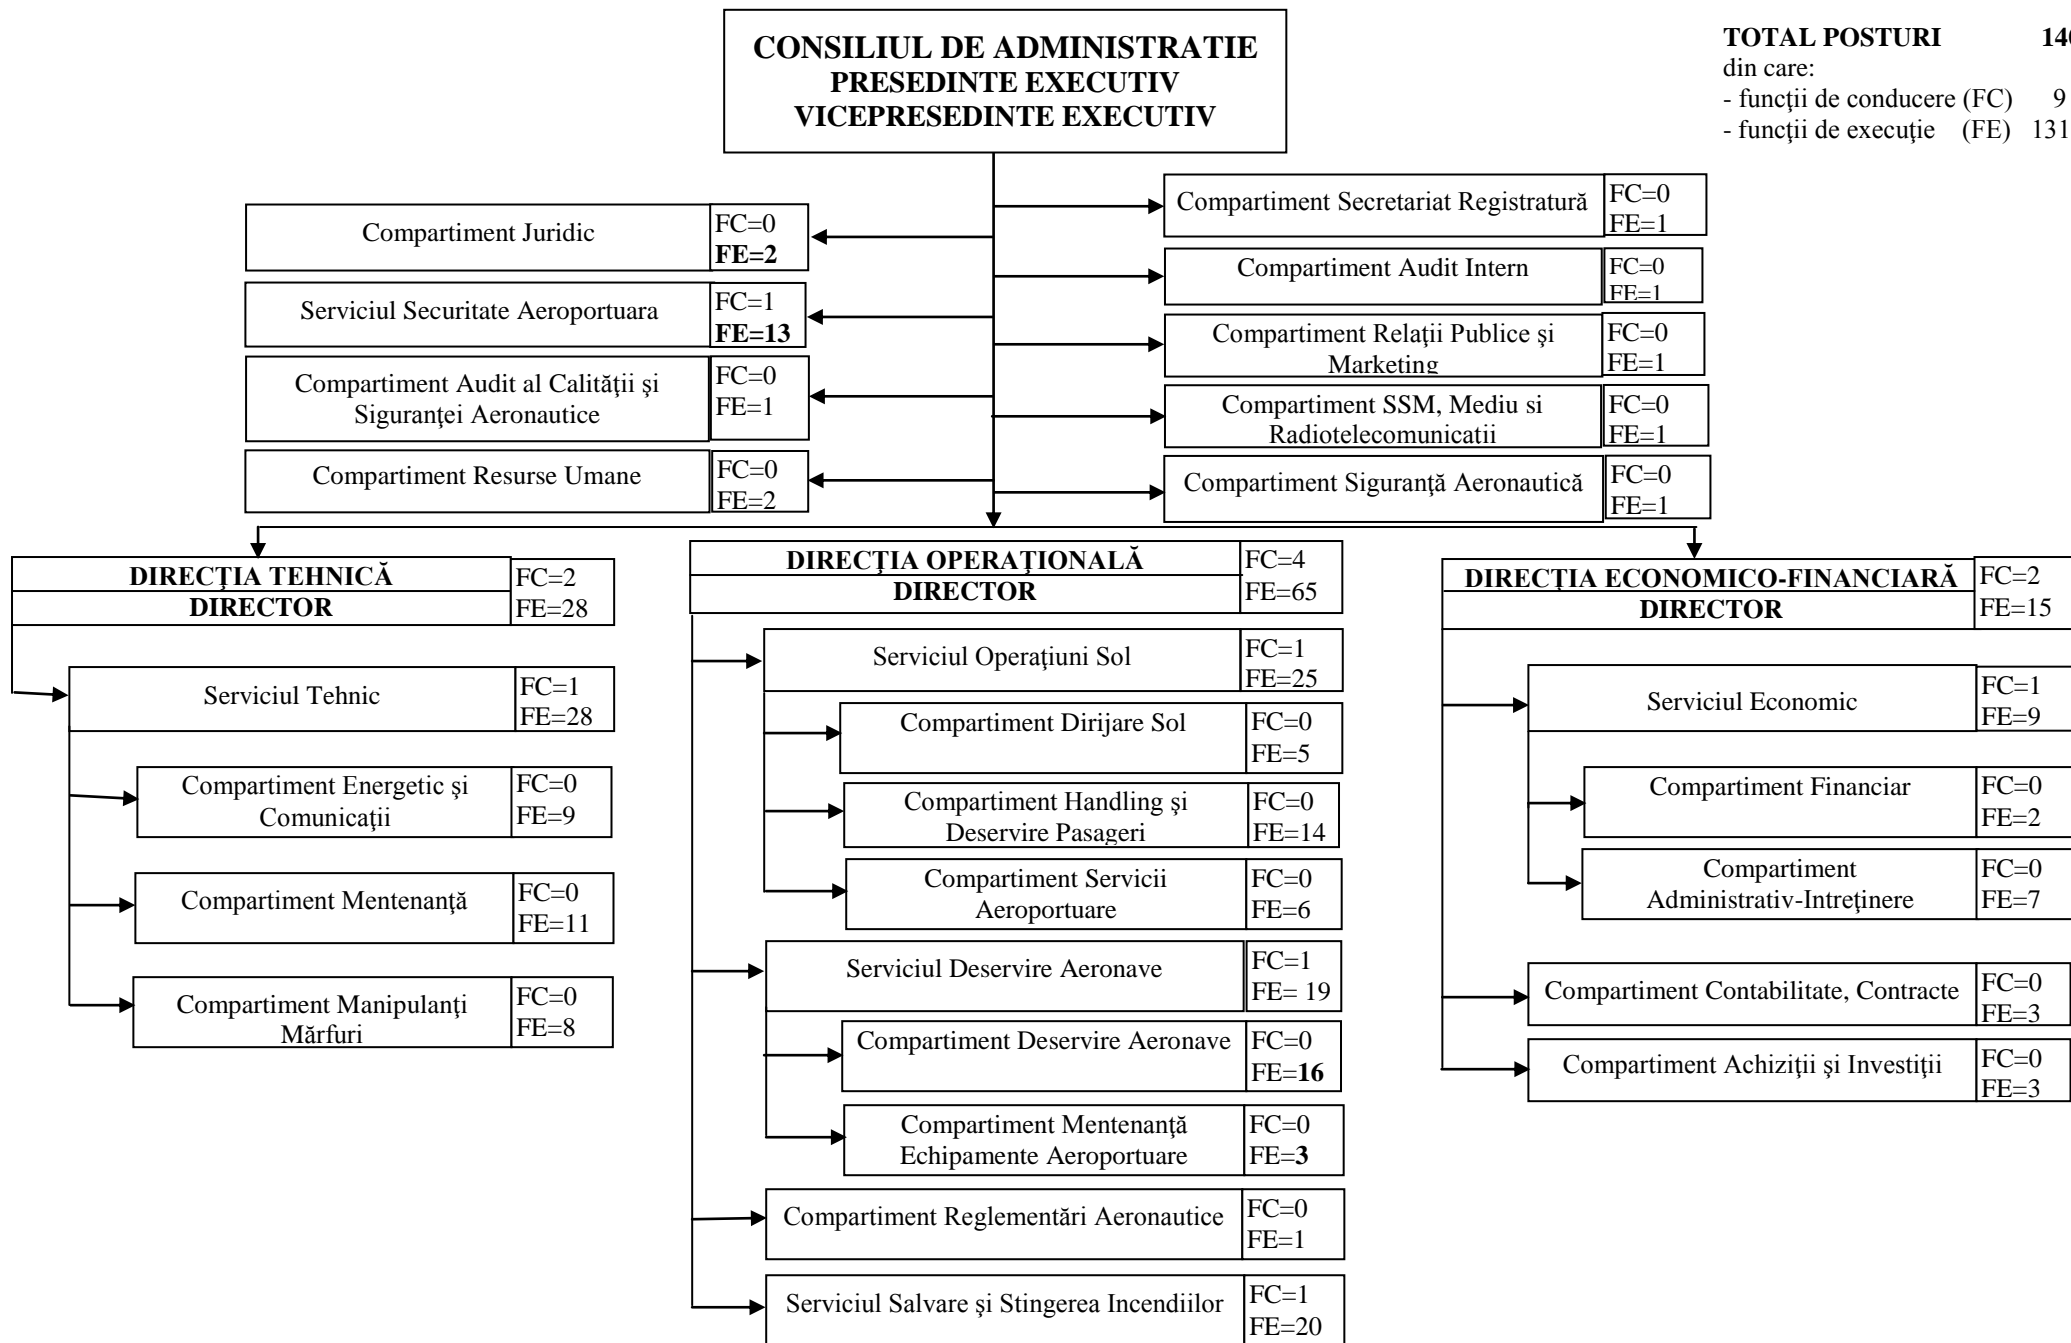 CONSILIUL DE ADMINISTRATIE
PRESEDINTE EXECUTIV
VICEPRESEDINTE EXECUTIV
TOTAL POSTURI
din care:
- funcţii de conducere (FC) 9
- funcţii de execuţie (FE) 131
Compartiment Juridic
FC=0
FE=2
Serviciul Securitate Aeroportuara
FC=1
FE=13
Compartiment Audit al Calităţii şi
Siguranţei Aeronautice
FC=0
FE=1
Compartiment Resurse Umane
FC=0
FE=2
Compartiment Secretariat Registratură
FC=0
FE=1
Compartiment Audit Intern
FC=0
FE=1
Compartiment Relaţii Publice şi
Marketing
FC=0
FE=1
Compartiment SSM, Mediu si
Radiotelecomunicatii
FC=0
FE=1
Compartiment Siguranţă Aeronautică
FC=0
FE=1
DIRECŢIA TEHNICĂ
DIRECTOR
FC=2
FE=28
Serviciul Tehnic
FC=1
FE=28
Compartiment Energetic şi
Comunicaţii
FC=0
FE=9
Compartiment Mentenanţă
FC=0
FE=11
Compartiment Manipulanţi
Mărfuri
FC=0
FE=8
DIRECŢIA OPERAŢIONALĂ
DIRECTOR
FC=4
FE=65
Serviciul Operaţiuni Sol
FC=1
FE=25
Compartiment Dirijare Sol
FC=0
FE=5
Compartiment Handling şi
Deservire Pasageri
FC=0
FE=14
Compartiment Servicii
Aeroportuare
FC=0
FE=6
Serviciul Deservire Aeronave
FC=1
FE= 19
Compartiment Deservire Aeronave
FC=0
FE=16
Compartiment Mentenanţă
Echipamente Aeroportuare
FC=0
FE=3
Compartiment Reglementări Aeronautice
FC=0
FE=1
Serviciul Salvare şi Stingerea Incendiilor
FC=1
FE=20
DIRECŢIA ECONOMICO-FINANCIARĂ
DIRECTOR
FC=2
FE=15
Serviciul Economic
FC=1
FE=9
Compartiment Financiar
FC=0
FE=2
Compartiment
Administrativ-Intreţinere
FC=0
FE=7
Compartiment Contabilitate, Contracte
FC=0
FE=3
Compartiment Achiziţii şi Investiţii
FC=0
FE=3